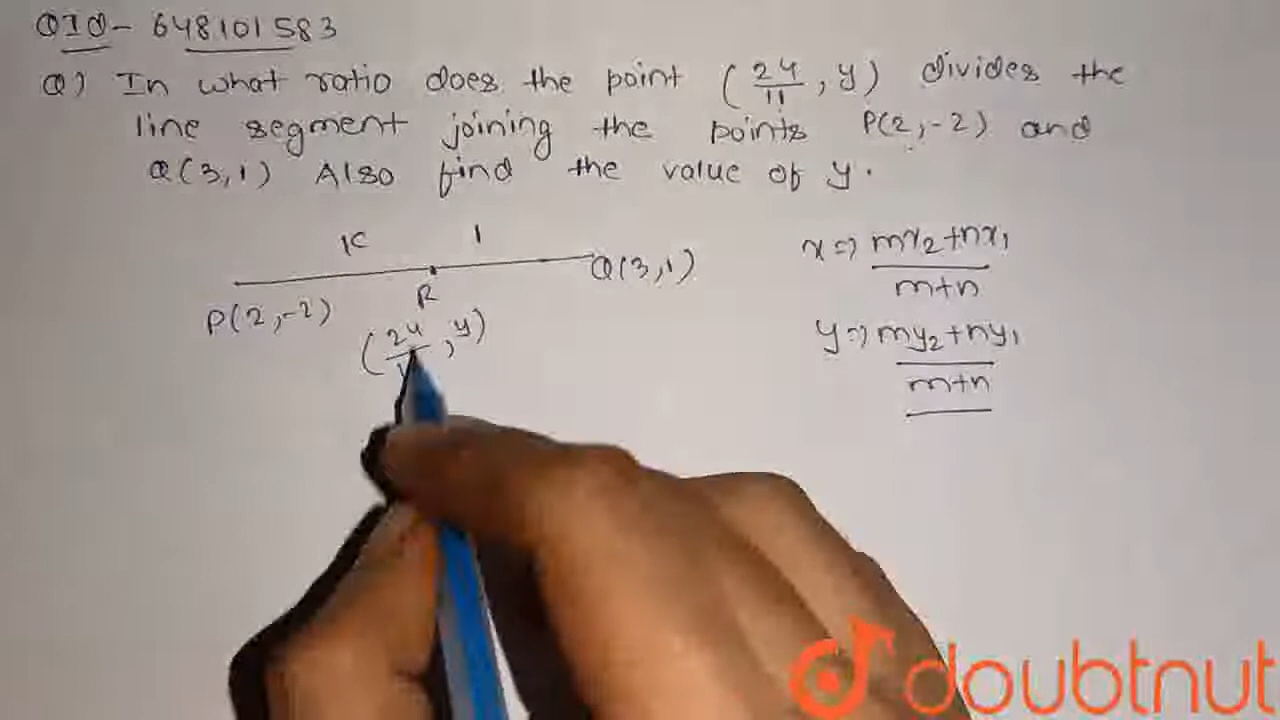 QID- 648101583
Q) In what ratio does the point (24/11, y) divides the
line segment joining the points P(2,-2) and
Q(3,1) Also find the value of y.
K 1
P(2,-2) R Q(3,1)
(24/1, y)
x=> mx₂+nx₁/m+n
y=> my₂+ny₁/m+n
doubtnut